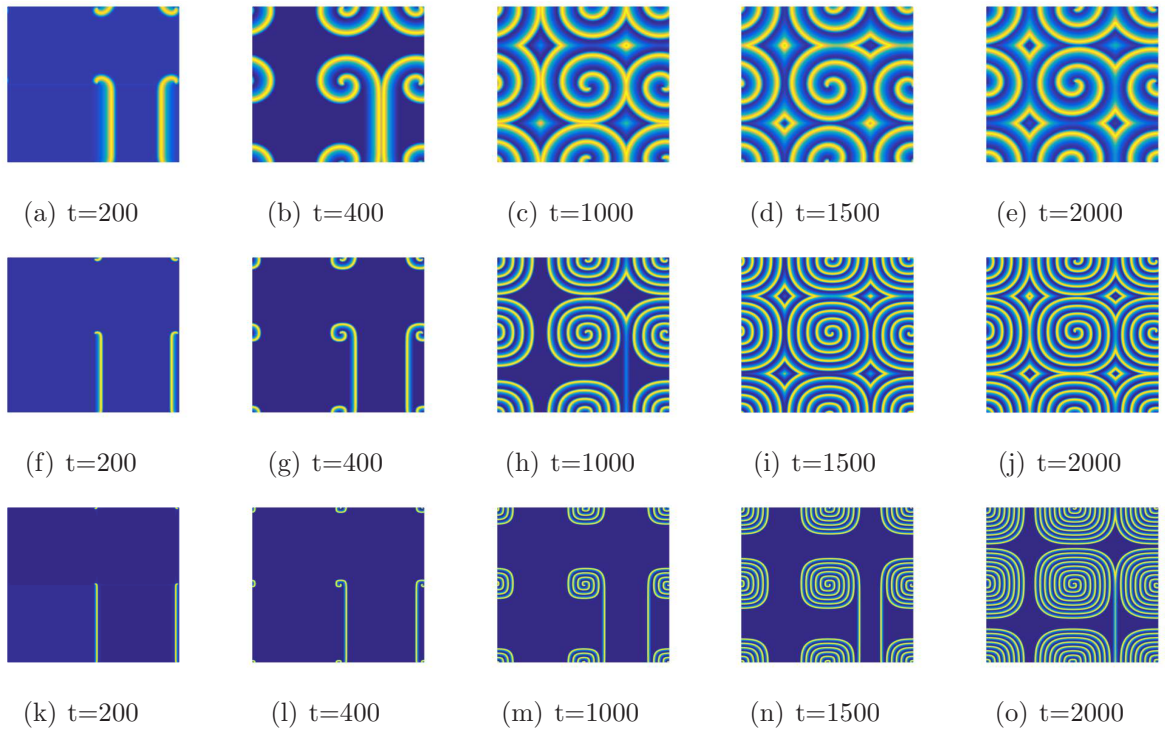 (a) t=200 (b) t=400 (c) t=1000 (d) t=1500 (e) t=2000
(f) t=200 (g) t=400 (h) t=1000 (i) t=1500 (j) t=2000
(k) t=200 (l) t=400 (m) t=1000 (n) t=1500 (o) t=2000